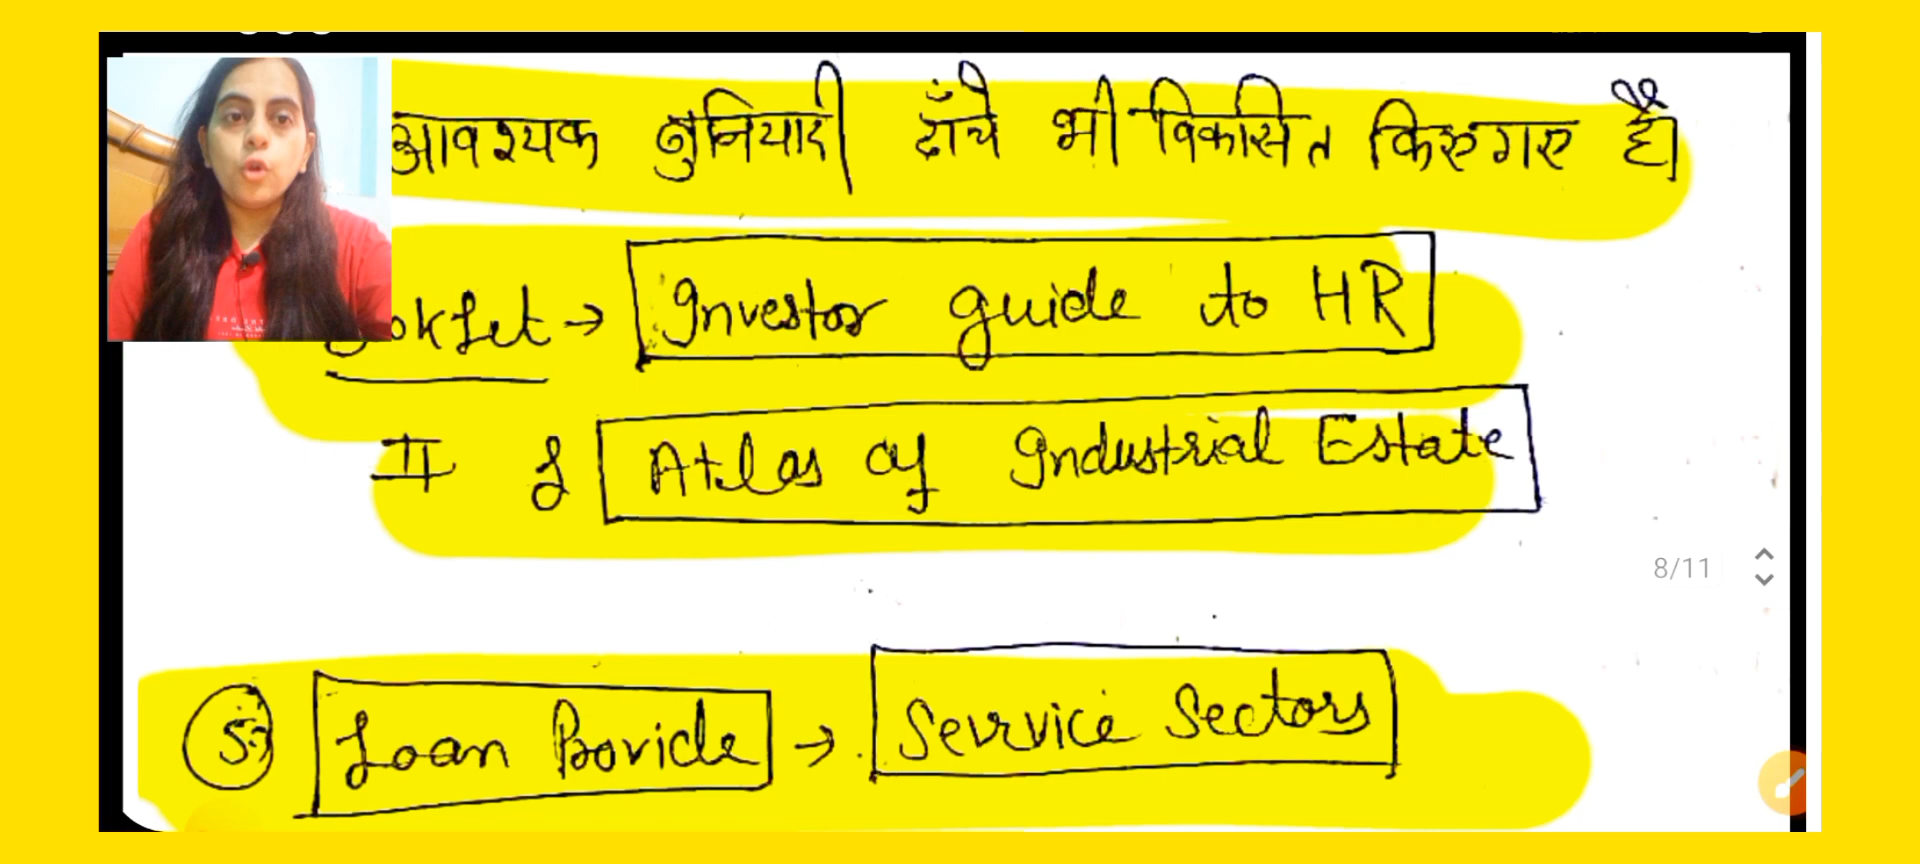 आवश्यक बुनियादी ढाँचे भी विकसित किए गए है।
→ Investor guide to HR
II & Atlas of Industrial Estate
8/11
5. Loan Provide → Service Sectors